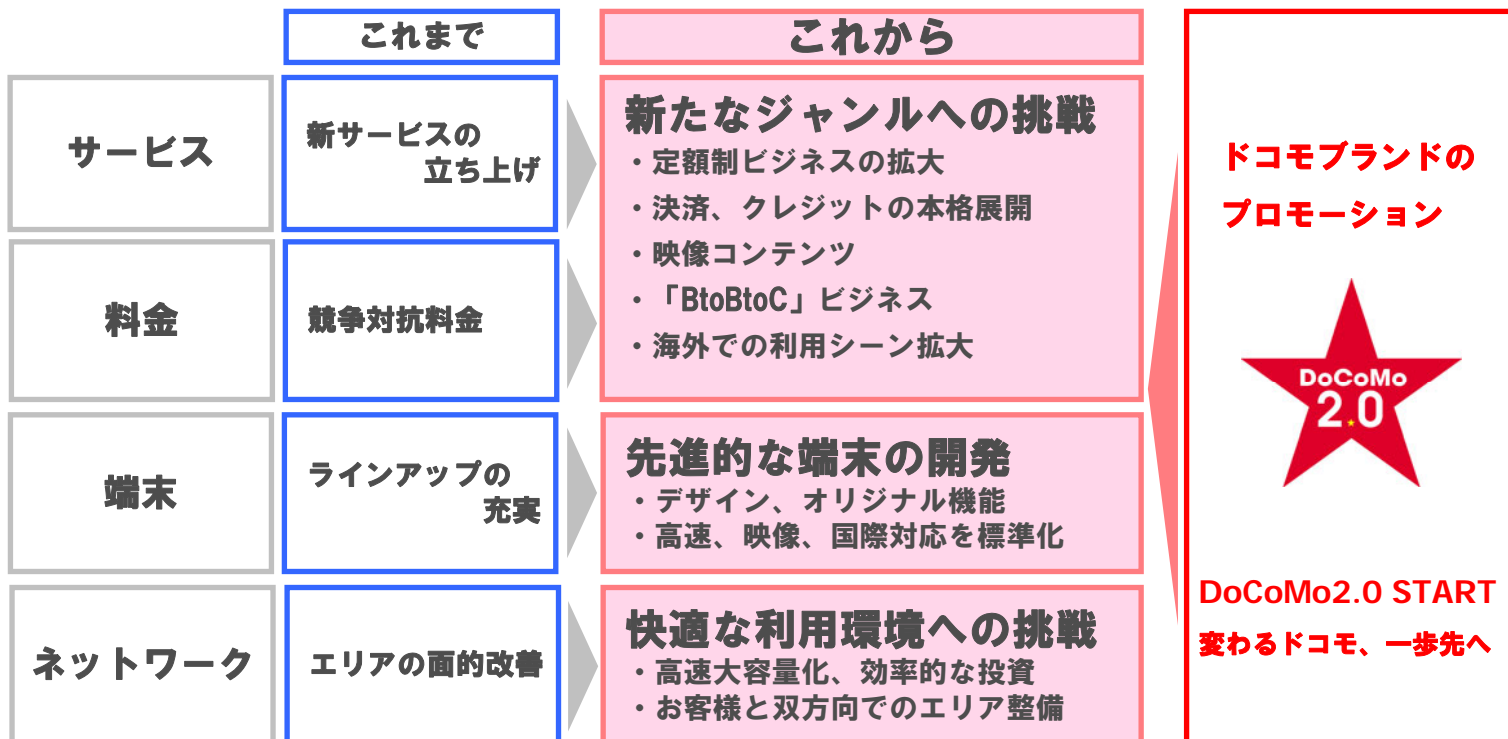 これまで
これから
サービス
新サービスの
立ち上げ
料金
競争対抗料金
新たなジャンルへの挑戦
・定額制ビジネスの拡大
・決済、クレジットの本格展開
・映像コンテンツ
・「BtoBtoC」ビジネス
・海外での利用シーン拡大
端末
ラインアップの
充実
先進的な端末の開発
・デザイン、オリジナル機能
・高速、映像、国際対応を標準化
ネットワーク
エリアの面的改善
快適な利用環境への挑戦
・高速大容量化、効率的な投資
・お客様と双方向でのエリア整備
ドコモブランドの
プロモーション
DoCoMo
2.0
DoCoMo2.0 START
変わるドコモ、一歩先へ